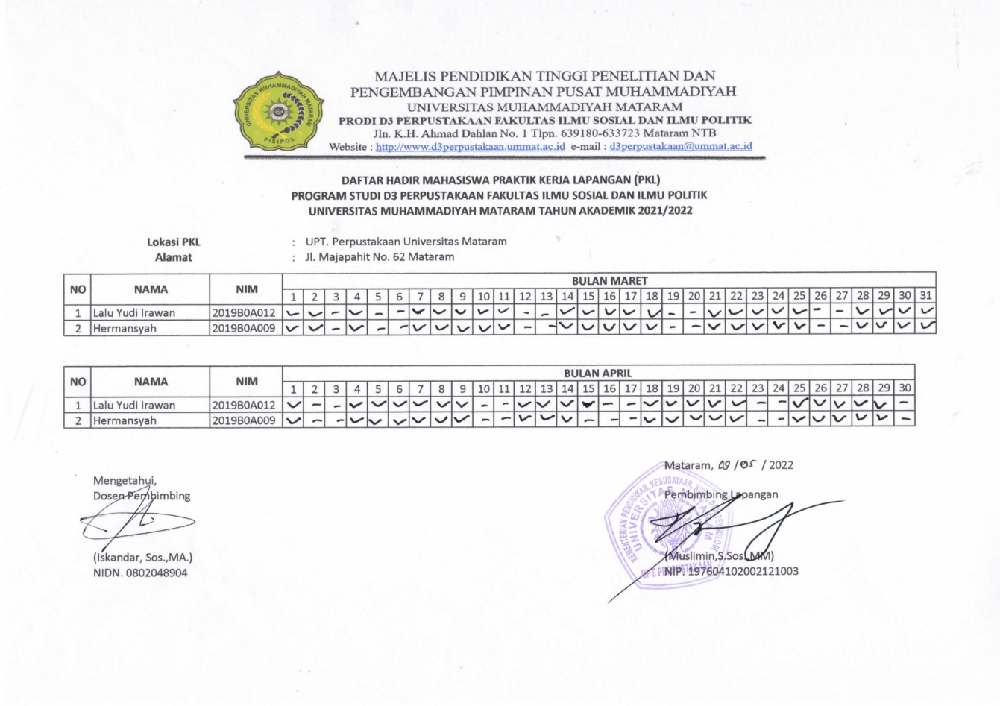 MAJELIS PENDIDIKAN TINGGI PENELITIAN DAN
PENGEMBANGAN PIMPINAN PUSAT MUHAMMADIYAH
UNIVERSITAS MUHAMMADIYAH MATARAM
PRODI D3 PERPUSTAKAAN FAKULTAS ILMU SOSIAL DAN ILMU POLITIK
Jln. K.H. Ahmad Dahlan No. 1 Tlpn. 639180-633723 Mataram NTB
Website : http://www.d3perpustakaan.ummat.ac.id e-mail : d3perpustakaan@ummat.ac.id
UNIVERSITAS MUHAMMADIYAH MATARAM
FISIPOL
DAFTAR HADIR MAHASISWA PRAKTIK KERJA LAPANGAN (PKL)
PROGRAM STUDI D3 PERPUSTAKAAN FAKULTAS ILMU SOSIAL DAN ILMU POLITIK
UNIVERSITAS MUHAMMADIYAH MATARAM TAHUN AKADEMIK 2021/2022
Lokasi PKL : UPT. Perpustakaan Universitas Mataram
Alamat : Jl. Majapahit No. 62 Mataram
NO NAMA NIM BULAN MARET
1 2 3 4 5 6 7 8 9 10 11 12 13 14 15 16 17 18 19 20 21 22 23 24 25 26 27 28 29 30 31
1 Lalu Yudi Irawan 2019B0A012 ✓ ✓ - ✓ - - ✓ ✓ ✓ ✓ ✓ - - ✓ ✓ ✓ ✓ ✓ - - ✓ ✓ ✓ ✓ ✓ - - ✓ ✓ ✓ ✓
2 Hermansyah 2019B0A009 ✓ ✓ - ✓ - - ✓ ✓ ✓ ✓ ✓ - - ✓ ✓ ✓ ✓ ✓ - - ✓ ✓ ✓ ✓ ✓ - - ✓ ✓ ✓ ✓
NO NAMA NIM BULAN APRIL
1 2 3 4 5 6 7 8 9 10 11 12 13 14 15 16 17 18 19 20 21 22 23 24 25 26 27 28 29 30
1 Lalu Yudi Irawan 2019B0A012 ✓ - - ✓ ✓ ✓ ✓ ✓ ✓ - - ✓ ✓ ✓ ✓ - - ✓ ✓ ✓ ✓ ✓ - - ✓ ✓ ✓ ✓ ✓ -
2 Hermansyah 2019B0A009 ✓ - - ✓ ✓ ✓ ✓ ✓ ✓ - - ✓ ✓ ✓ - - - ✓ ✓ ✓ ✓ ✓ - - ✓ ✓ ✓ ✓ ✓ -
Mengetahui,
Dosen Pembimbing
(Iskandar, Sos.,MA.)
NIDN. 0802048904
Mataram, 09 /05 / 2022
Pembimbing Lapangan
KEMENTERIAN PENDIDIKAN, KEBUDAYAAN, RISET, DAN TEKNOLOGI
UNIVERSITAS MATARAM
UPT. PERPUSTAKAAN
(Muslimin,S.Sos.,MM)
NIP. 197604102002121003